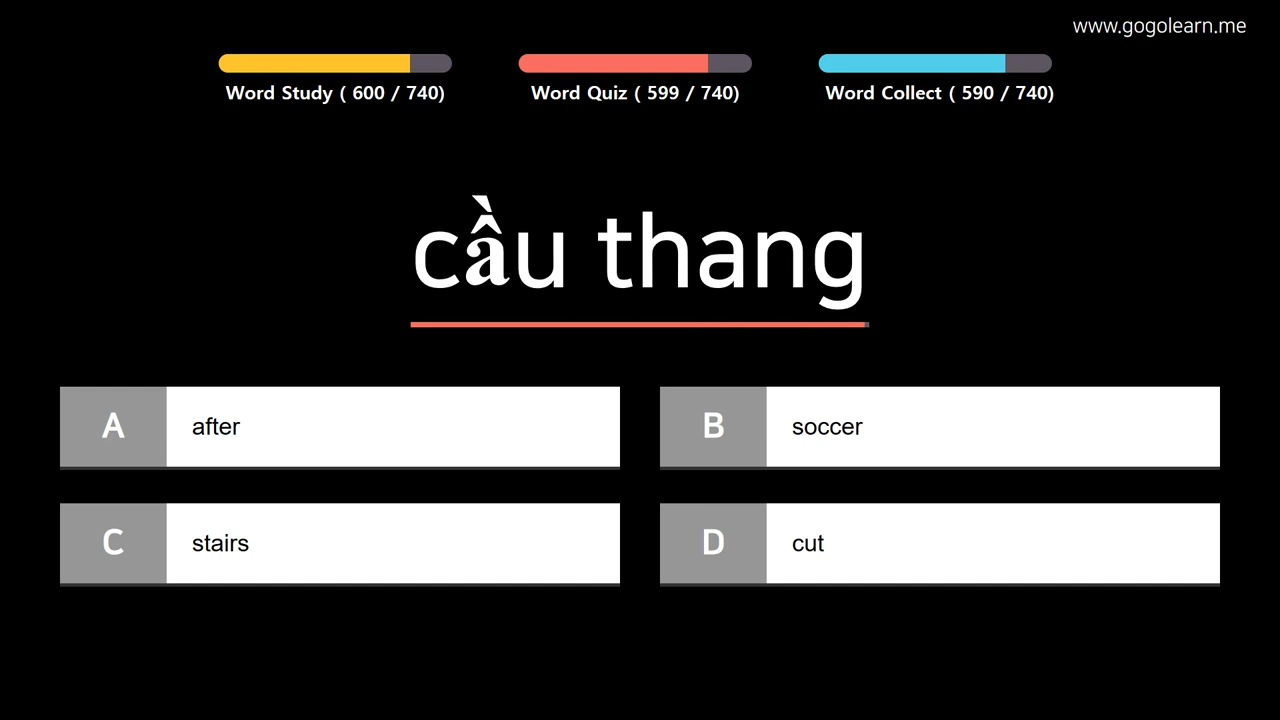 www.gogolearn.me
Word Study ( 600 / 740)
Word Quiz ( 599 / 740)
Word Collect ( 590 / 740)
cầu thang
A after
B soccer
C stairs
D cut